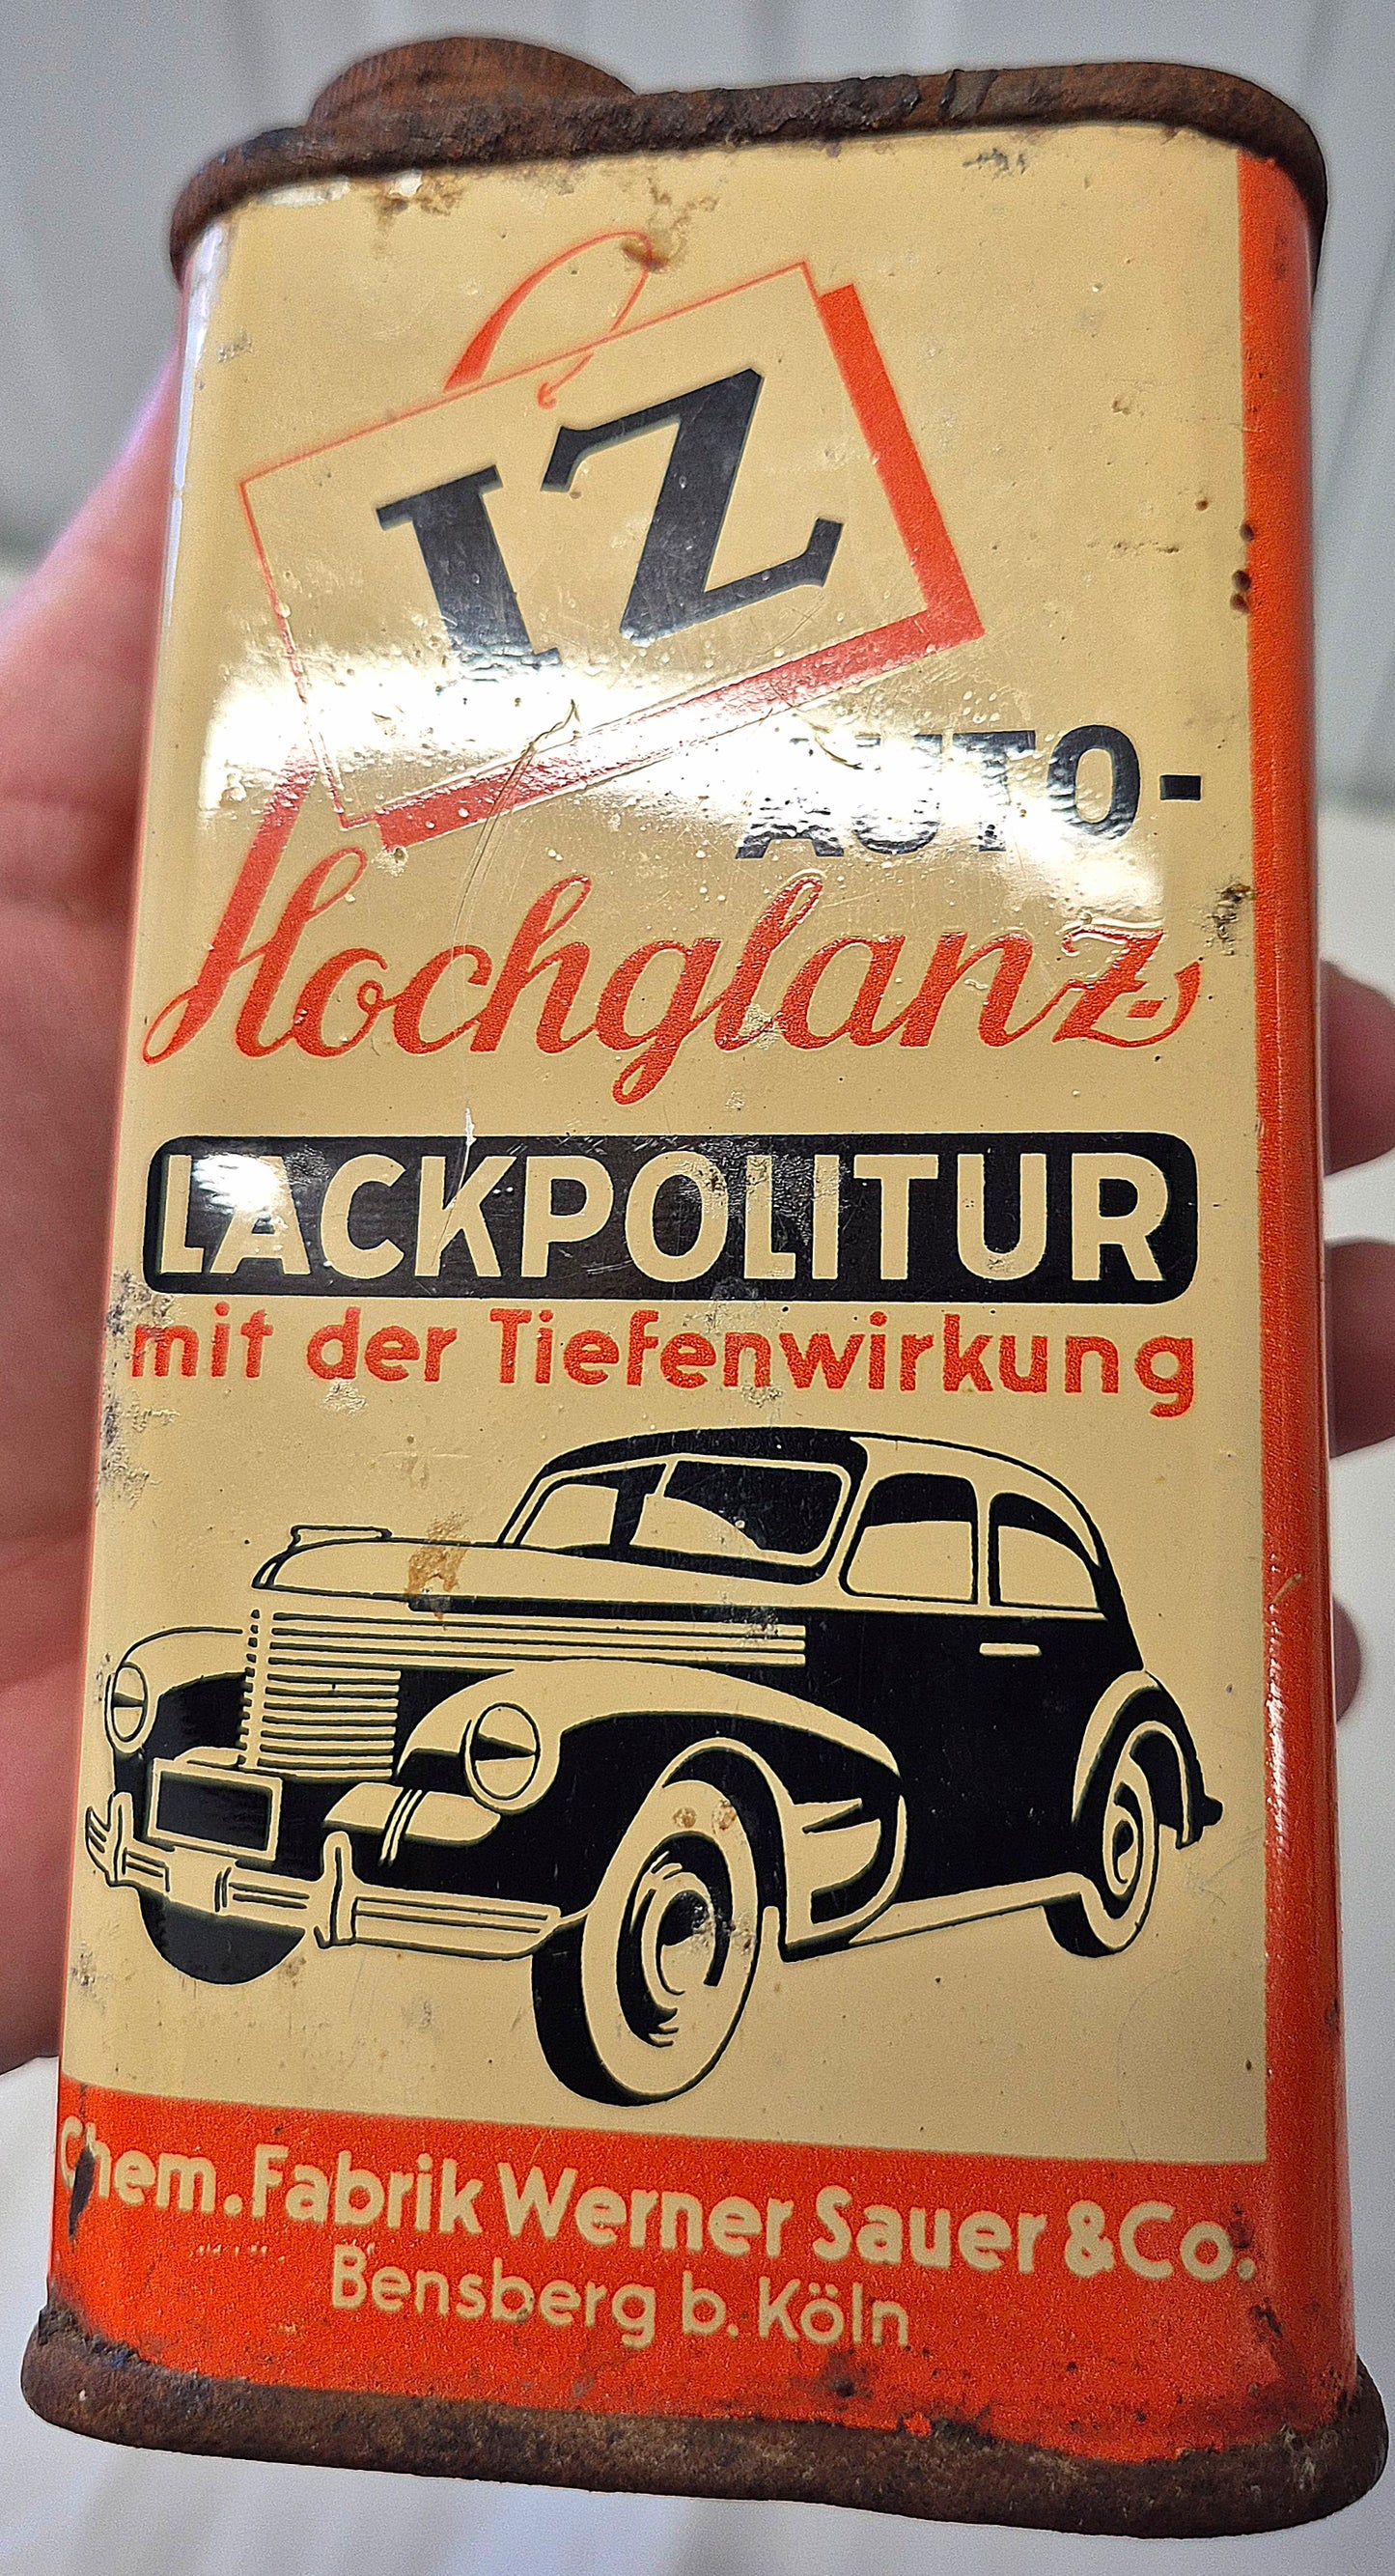 IZ
AUTO-
Hochglanz
LACKPOLITUR
mit der Tiefenwirkung
Chem. Fabrik Werner Sauer & Co.
Bensberg b. Köln